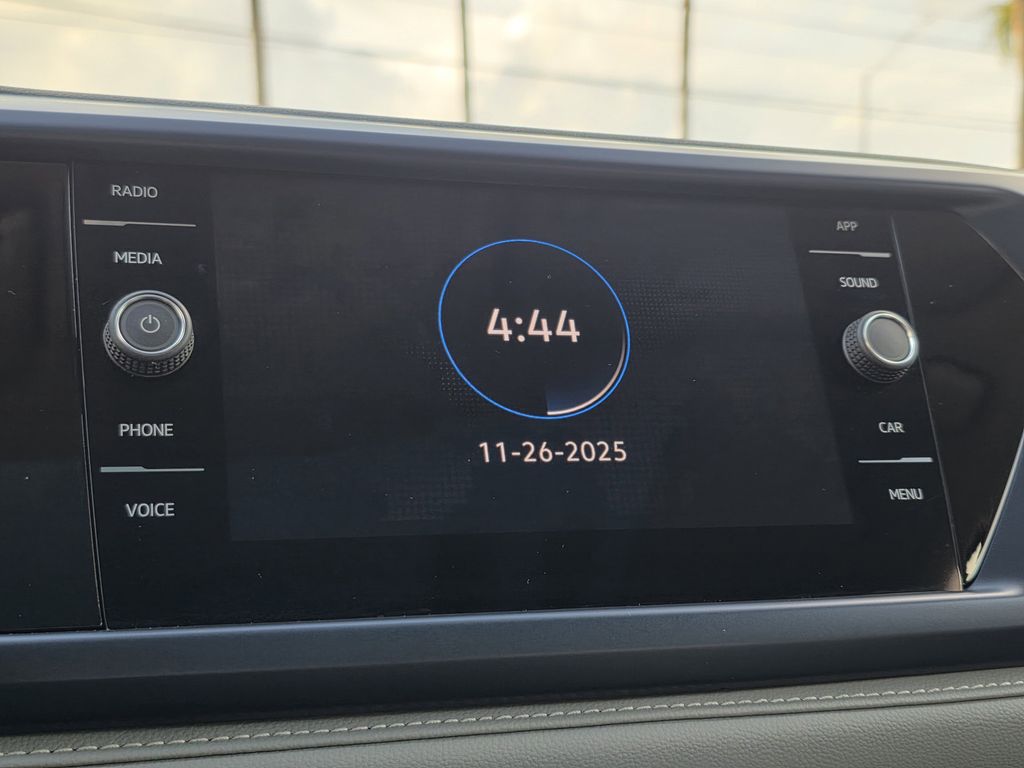 RADIO
MEDIA
PHONE
VOICE
4:44
11-26-2025
APP
SOUND
CAR
MENU